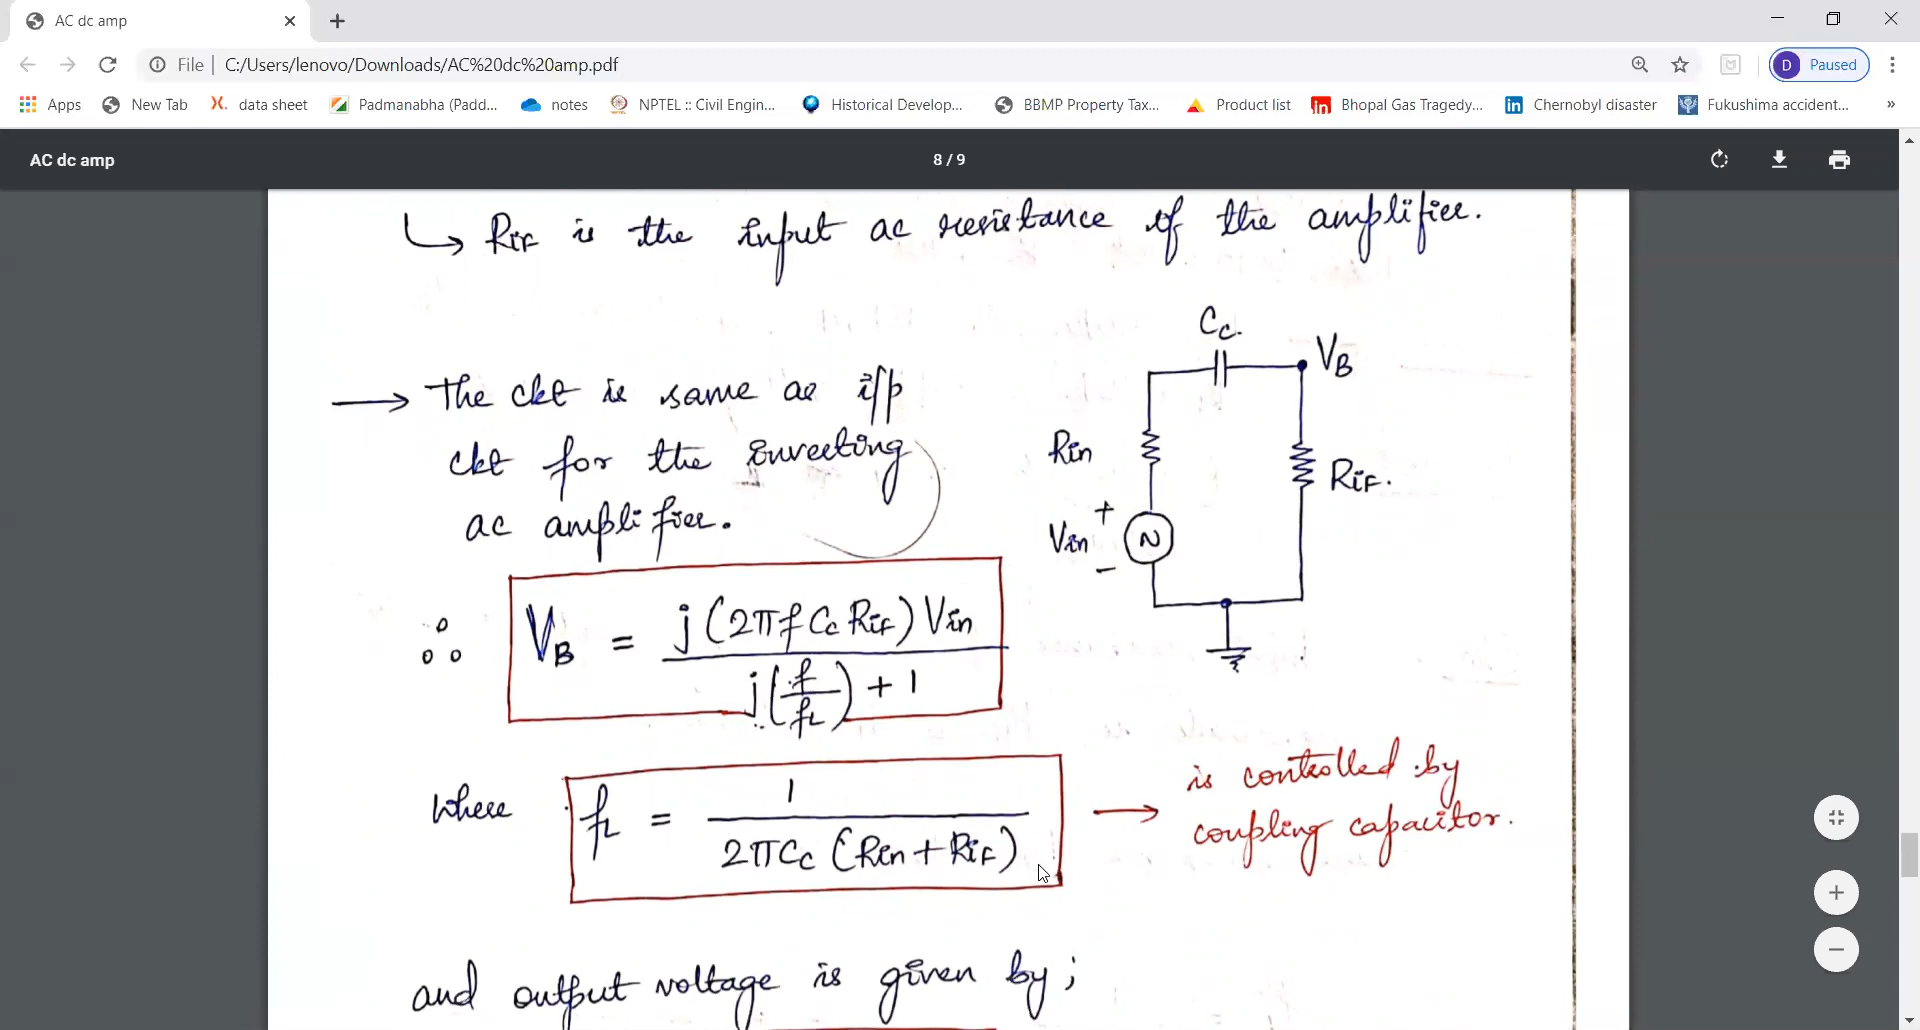 AC dc amp
File | C:/Users/lenovo/Downloads/AC%20dc%20amp.pdf
D Paused
Apps New Tab X. data sheet Padmanabha (Padd... notes NPTEL :: Civil Engin... Historical Develop... BBMP Property Tax... Product list Bhopal Gas Tragedy... Chernobyl disaster Fukushima accident... »
AC dc amp 8 / 9
↳ RiF is the input ac resistance of the amplifier.
→ The ckt is same as i/p
ckt for the Inverting
ac amplifier.
Cc.
VB
Rin
RiF.
Vin + -
∴ VB = j(2πf Cc RiF) Vin / j(f/fL) + 1
where fL = 1 / 2πCc (Rin + RiF) → is controlled by
coupling capacitor.
and output voltage is given by;